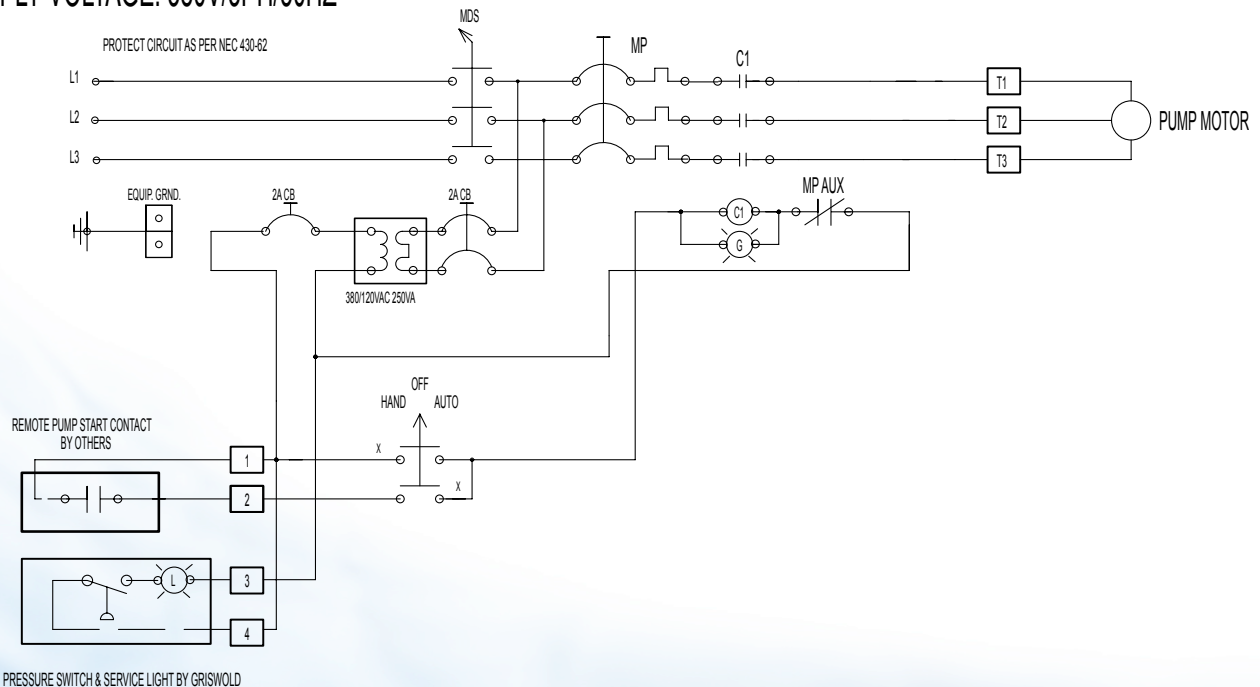 MDS
PROTECT CIRCUIT AS PER NEC 430-62
MP
C1
L1
T1
L2
T2
PUMP MOTOR
L3
T3
EQUIP. GRND.
2A CB
2A CB
MP AUX
C1
G
380/120VAC 250VA
OFF
HAND AUTO
REMOTE PUMP START CONTACT
BY OTHERS
X
1
X
2
L
3
4
PRESSURE SWITCH & SERVICE LIGHT BY GRISWOLD